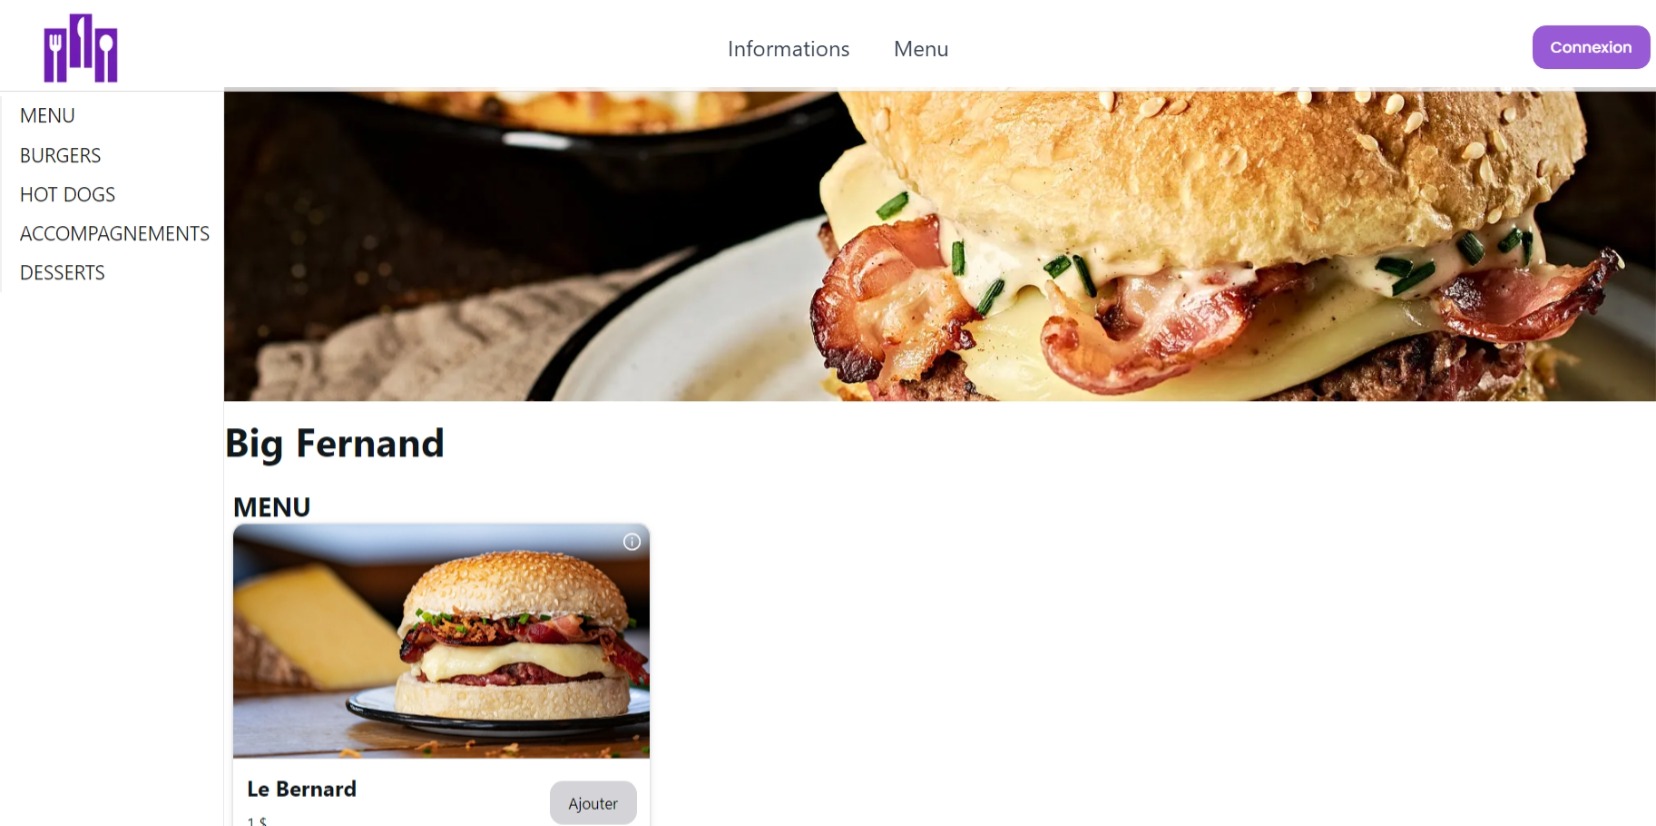 Informations
Menu
Connexion
MENU
BURGERS
HOT DOGS
ACCOMPAGNEMENTS
DESSERTS
Big Fernand
MENU
Le Bernard
Ajouter
1 $